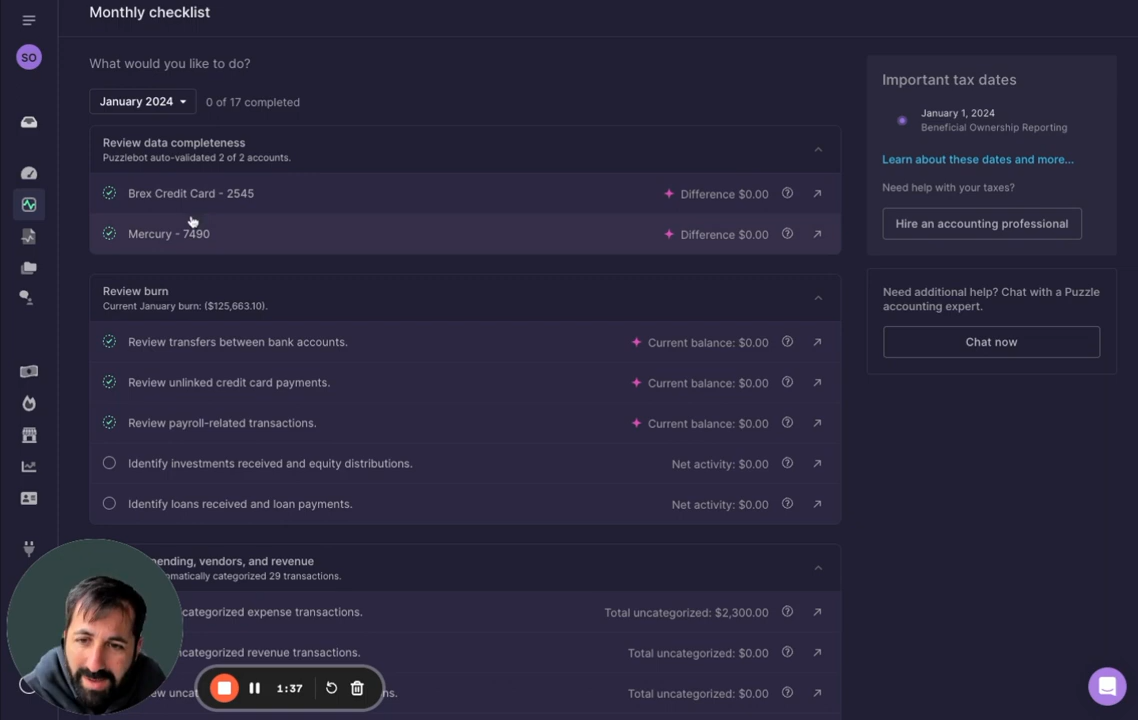 Monthly checklist
SO
What would you like to do?
January 2024
0 of 17 completed
Review data completeness
Puzzlebot auto-validated 2 of 2 accounts.
Brex Credit Card - 2545
Difference $0.00
Mercury - 7490
Difference $0.00
Review burn
Current January burn: ($125,663.10).
Review transfers between bank accounts.
Current balance: $0.00
Review unlinked credit card payments.
Current balance: $0.00
Review payroll-related transactions.
Current balance: $0.00
Identify investments received and equity distributions.
Net activity: $0.00
Identify loans received and loan payments.
Net activity: $0.00
pending, vendors, and revenue
omatically categorized 29 transactions.
categorized expense transactions.
Total uncategorized: $2,300.00
categorized revenue transactions.
Total uncategorized: $0.00
ew uncat
s.
Total uncategorized: $0.00
1:37
Important tax dates
January 1, 2024
Beneficial Ownership Reporting
Learn about these dates and more...
Need help with your taxes?
Hire an accounting professional
Need additional help? Chat with a Puzzle
accounting expert.
Chat now